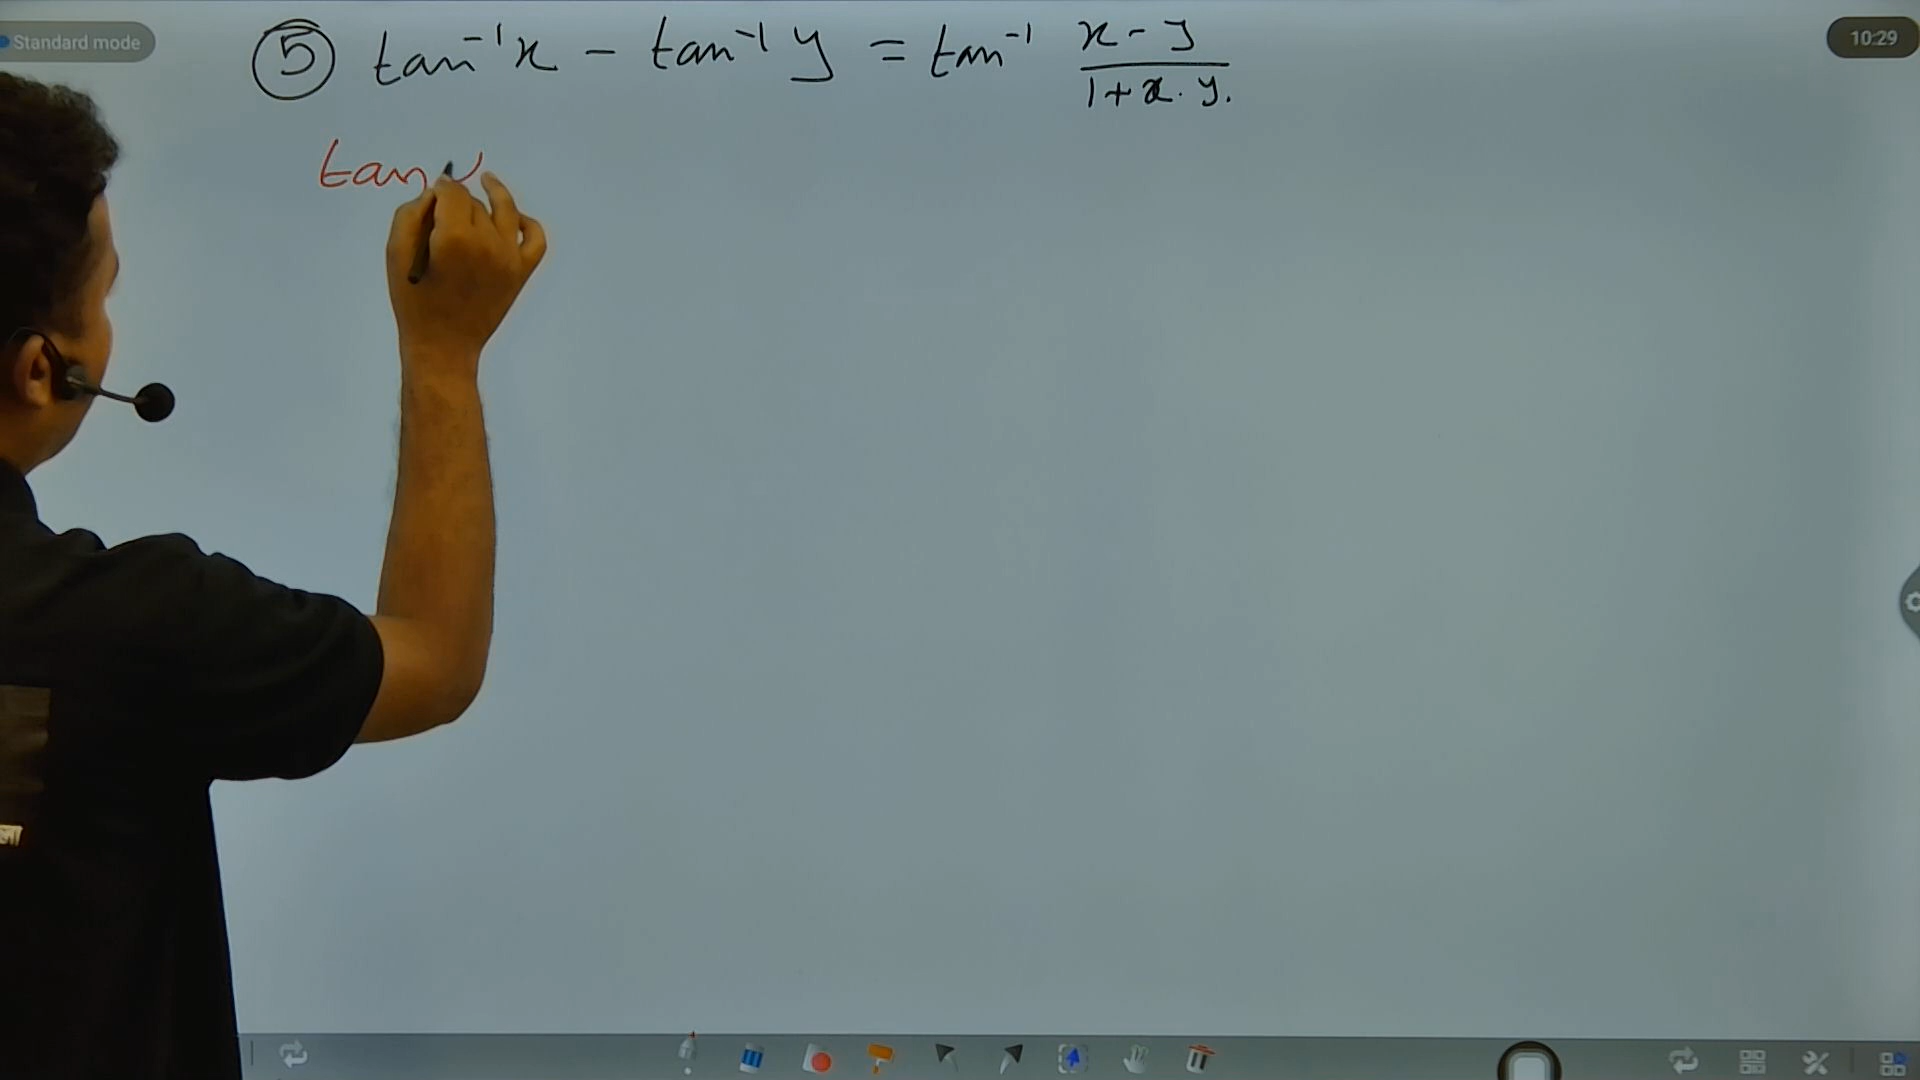 Standard mode
10:29
⑤ tan⁻¹x - tan⁻¹y = tan⁻¹ (x-y)/(1+x.y.)
tan